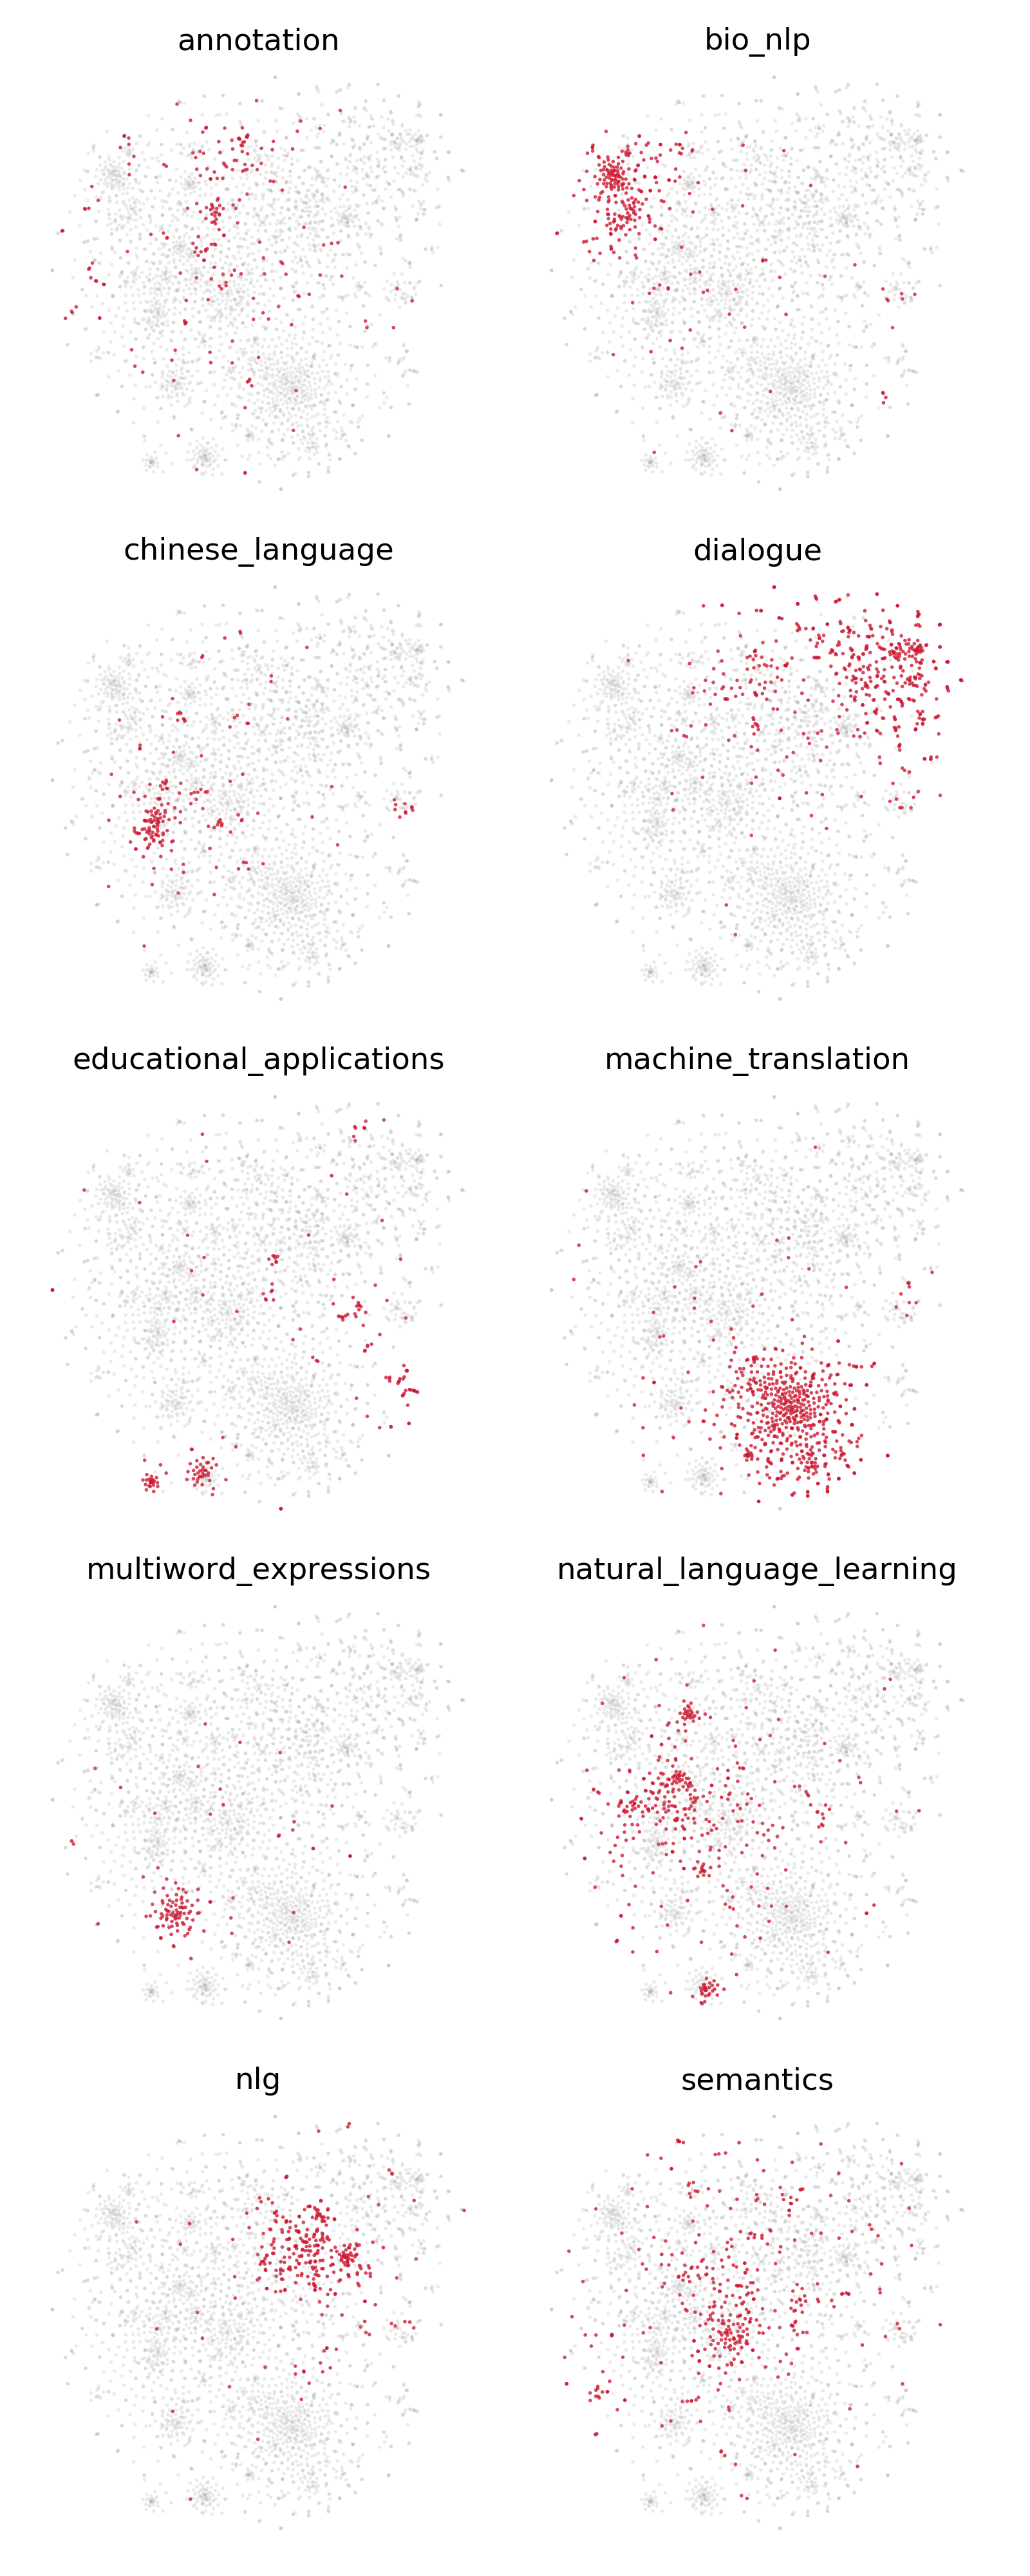 annotation
bio_nlp
chinese_language
dialogue
educational_applications
machine_translation
multiword_expressions
natural_language_learning
nlg
semantics